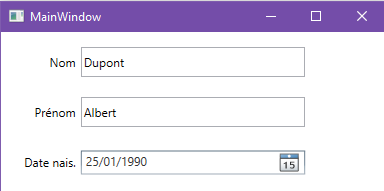 MainWindow
Nom Dupont
Prénom Albert
Date nais. 25/01/1990 15